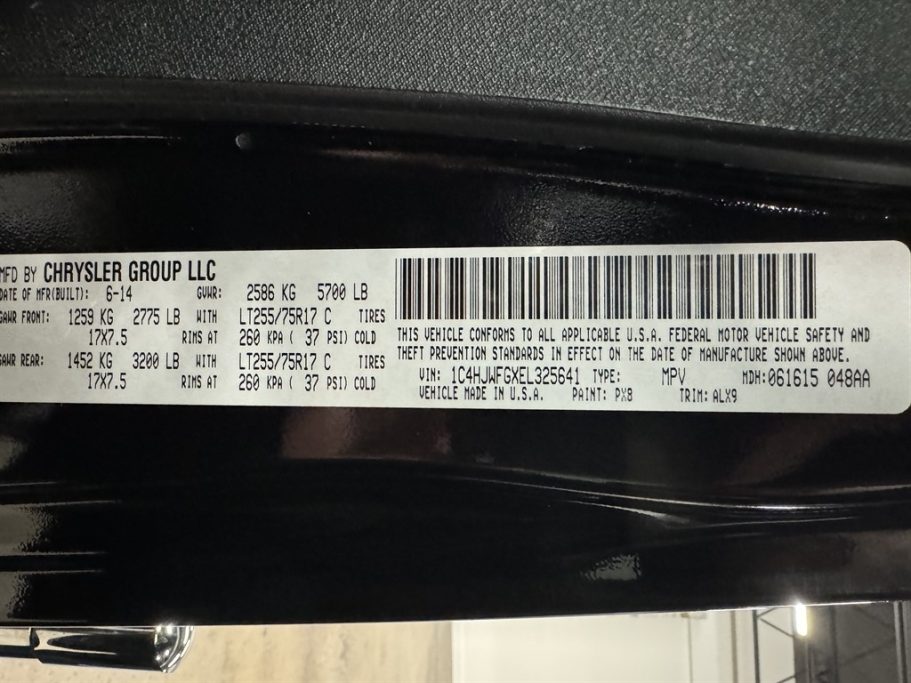 MFD BY CHRYSLER GROUP LLC
DATE OF MFR(BUILT): 6-14 GVWR: 2586 KG 5700 LB
GAWR FRONT: 1259 KG 2775 LB WITH LT255/75R17 C TIRES
17X7.5 RIMS AT 260 KPA ( 37 PSI) COLD
GAWR REAR: 1452 KG 3200 LB WITH LT255/75R17 C TIRES
17X7.5 RIMS AT 260 KPA ( 37 PSI) COLD
THIS VEHICLE CONFORMS TO ALL APPLICABLE U.S.A. FEDERAL MOTOR VEHICLE SAFETY AND
THEFT PREVENTION STANDARDS IN EFFECT ON THE DATE OF MANUFACTURE SHOWN ABOVE.
VIN: 1C4HJWFGXEL325641 TYPE: MPV MDH:061615 048AA
VEHICLE MADE IN U.S.A. PAINT: PX8 TRIM: ALX9